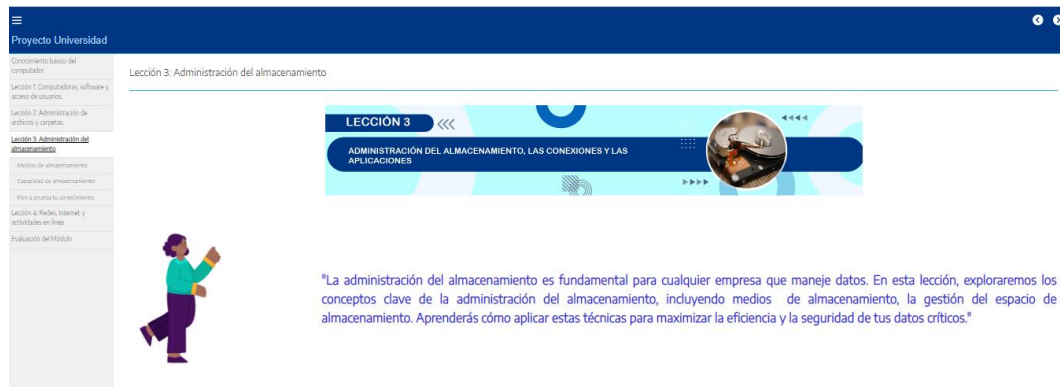 Proyecto Universidad
Conocimiento básico del
computador
Lección 1: Computadoras, software y
acceso de usuarios.
Lección 2: Administración de
archivos y carpetas.
Lección 3: Administración del
almacenamiento
Medios de almacenamiento
Capacidad de almacenamiento
Pon a prueba tu conocimiento
Lección 4: Redes, Internet y
actividades en línea
Evaluación del Módulo
Lección 3: Administración del almacenamiento
LECCIÓN 3
ADMINISTRACIÓN DEL ALMACENAMIENTO, LAS CONEXIONES Y LAS
APLICACIONES
"La administración del almacenamiento es fundamental para cualquier empresa que maneje datos. En esta lección, exploraremos los
conceptos clave de la administración del almacenamiento, incluyendo medios de almacenamiento, la gestión del espacio de
almacenamiento. Aprenderás cómo aplicar estas técnicas para maximizar la eficiencia y la seguridad de tus datos críticos."